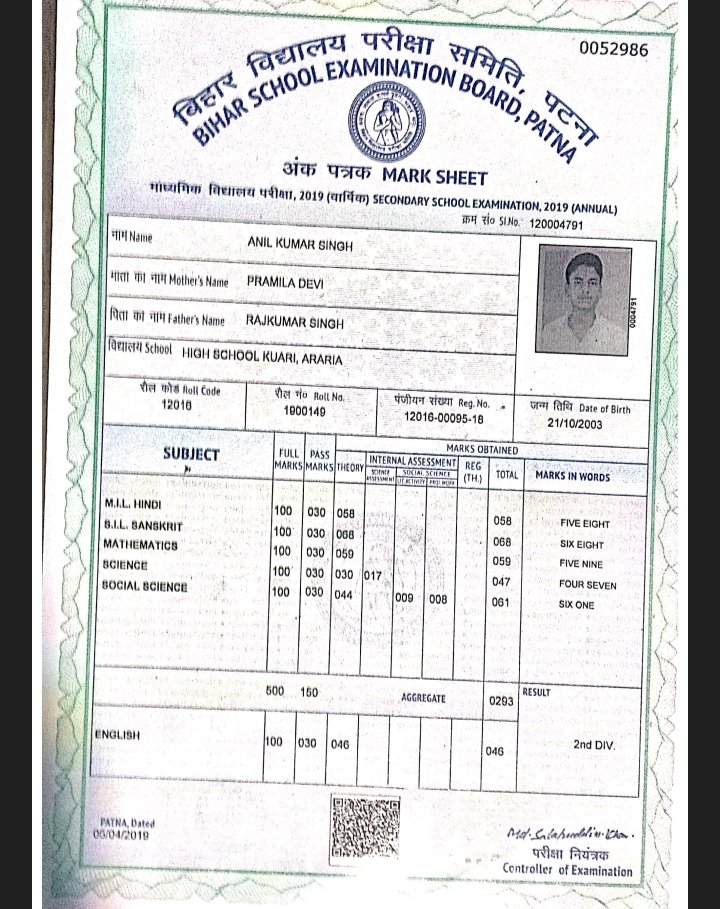 0052986
बिहार विद्यालय परीक्षा समिति, पटना
BIHAR SCHOOL EXAMINATION BOARD, PATNA
अंक पत्रक MARK SHEET
माध्यमिक विद्यालय परीक्षा, 2019 (वार्षिक) SECONDARY SCHOOL EXAMINATION, 2019 (ANNUAL)
क्रम सं० Sl.No. 120004791
नाम Name ANIL KUMAR SINGH
माता का नाम Mother's Name PRAMILA DEVI
पिता का नाम Father's Name RAJKUMAR SINGH
विद्यालय School HIGH SCHOOL KUARI, ARARIA
0004791
रौल कोड Roll Code रौल नं० Roll No. पंजीयन संख्या Reg. No. जन्म तिथि Date of Birth
12016 1900149 12016-00095-18 21/10/2003
SUBJECT FULL MARKS PASS MARKS MARKS OBTAINED
THEORY INTERNAL ASSESSMENT REG (TH.) TOTAL MARKS IN WORDS
SCIENCE ASSESSMENT SOCIAL SCIENCE
LIT.ACTIVITY PROJ.WORK
M.I.L. HINDI 100 030 058 058 FIVE EIGHT
S.I.L. SANSKRIT 100 030 068 068 SIX EIGHT
MATHEMATICS 100 030 059 059 FIVE NINE
SCIENCE 100 030 030 017 047 FOUR SEVEN
SOCIAL SCIENCE 100 030 044 009 008 061 SIX ONE
500 150 AGGREGATE 0293 RESULT
ENGLISH 100 030 046 046 2nd DIV.
PATNA, Dated
06/04/2019
Md. Salahuddin Khan.
परीक्षा नियंत्रक
Controller of Examination